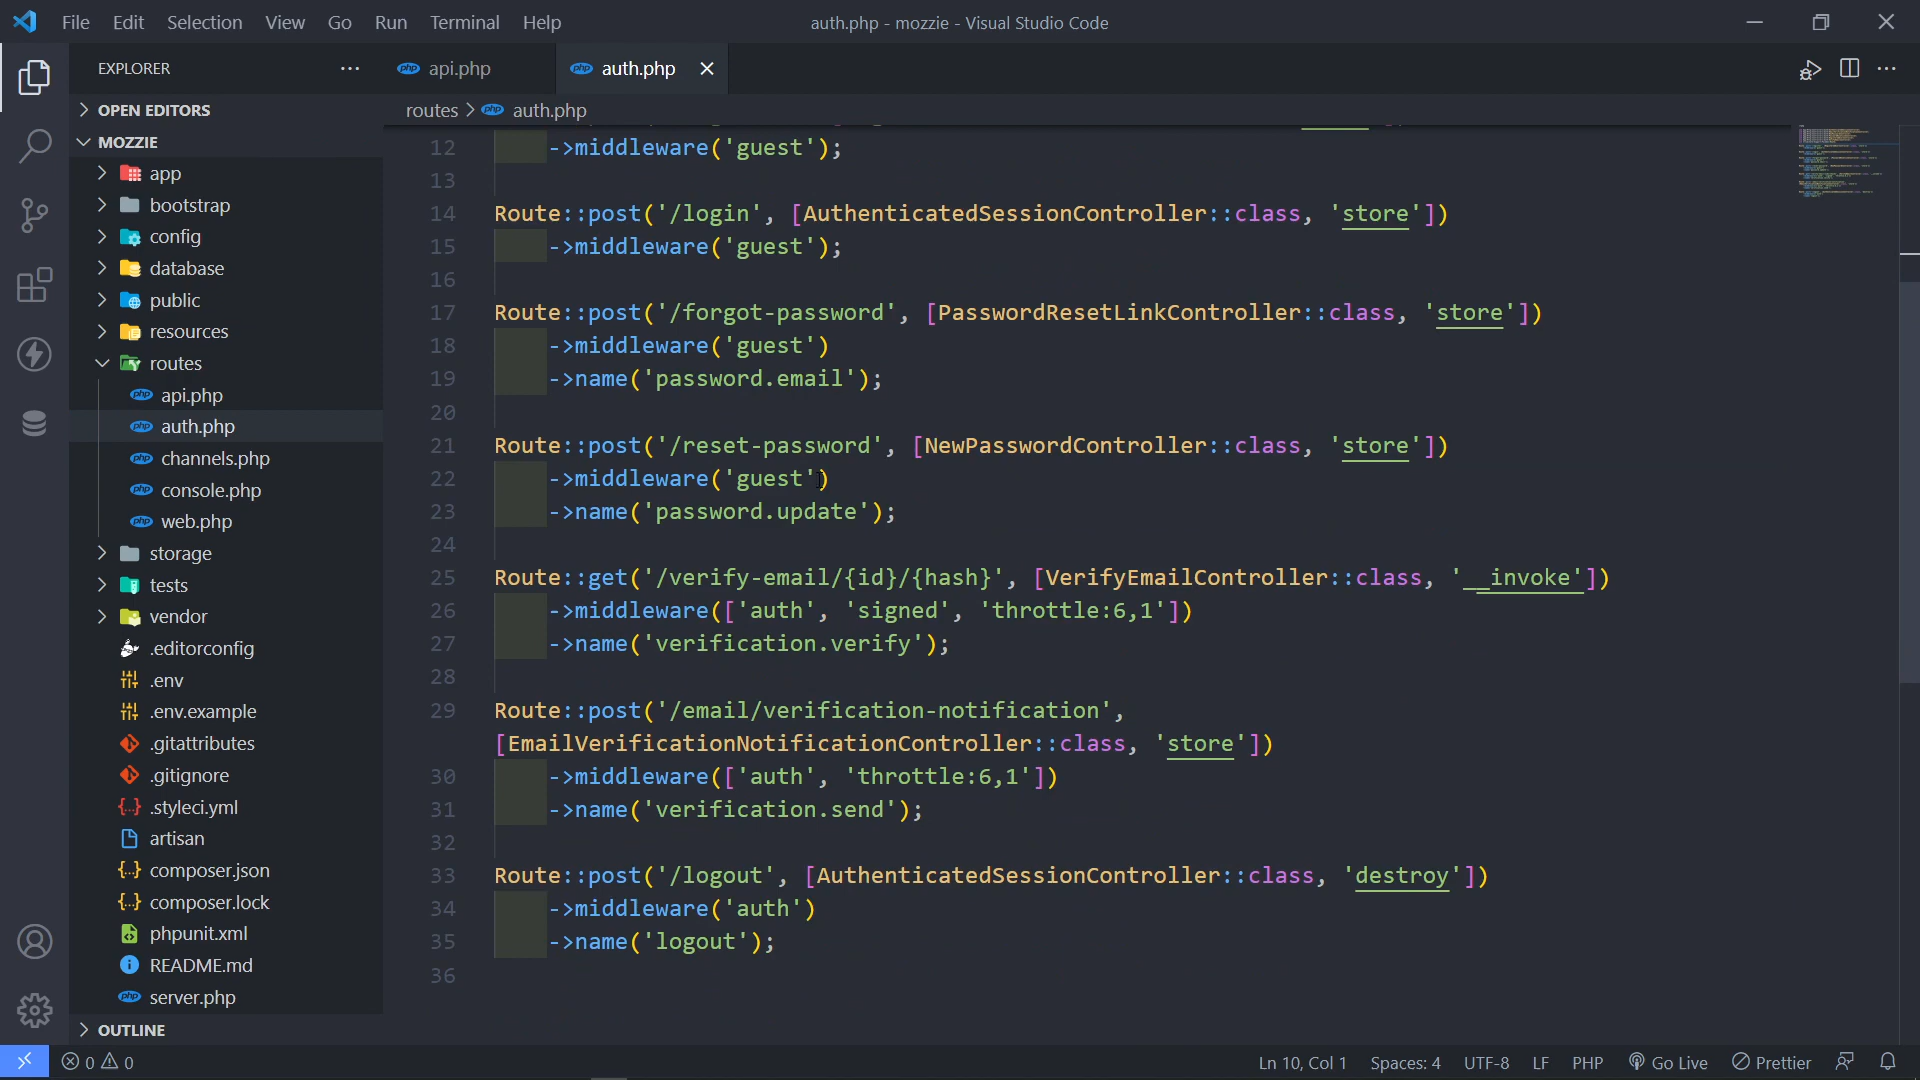 File Edit Selection View Go Run Terminal Help
auth.php - mozzie - Visual Studio Code
EXPLORER
OPEN EDITORS
MOZZIE
app
bootstrap
config
database
public
resources
routes
php api.php
php auth.php
php channels.php
php console.php
php web.php
storage
tests
vendor
.editorconfig
.env
.env.example
.gitattributes
.gitignore
{..} .styleci.yml
artisan
{..} composer.json
{..} composer.lock
phpunit.xml
README.md
php server.php
OUTLINE
php api.php
php auth.php
routes > php auth.php
12 ->middleware('guest');
13
14 Route::post('/login', [AuthenticatedSessionController::class, 'store'])
15 ->middleware('guest');
16
17 Route::post('/forgot-password', [PasswordResetLinkController::class, 'store'])
18 ->middleware('guest')
19 ->name('password.email');
20
21 Route::post('/reset-password', [NewPasswordController::class, 'store'])
22 ->middleware('guest')
23 ->name('password.update');
24
25 Route::get('/verify-email/{id}/{hash}', [VerifyEmailController::class, '__invoke'])
26 ->middleware(['auth', 'signed', 'throttle:6,1'])
27 ->name('verification.verify');
28
29 Route::post('/email/verification-notification',
[EmailVerificationNotificationController::class, 'store'])
30 ->middleware(['auth', 'throttle:6,1'])
31 ->name('verification.send');
32
33 Route::post('/logout', [AuthenticatedSessionController::class, 'destroy'])
34 ->middleware('auth')
35 ->name('logout');
36
0 0
Ln 10, Col 1 Spaces: 4 UTF-8 LF PHP Go Live Prettier